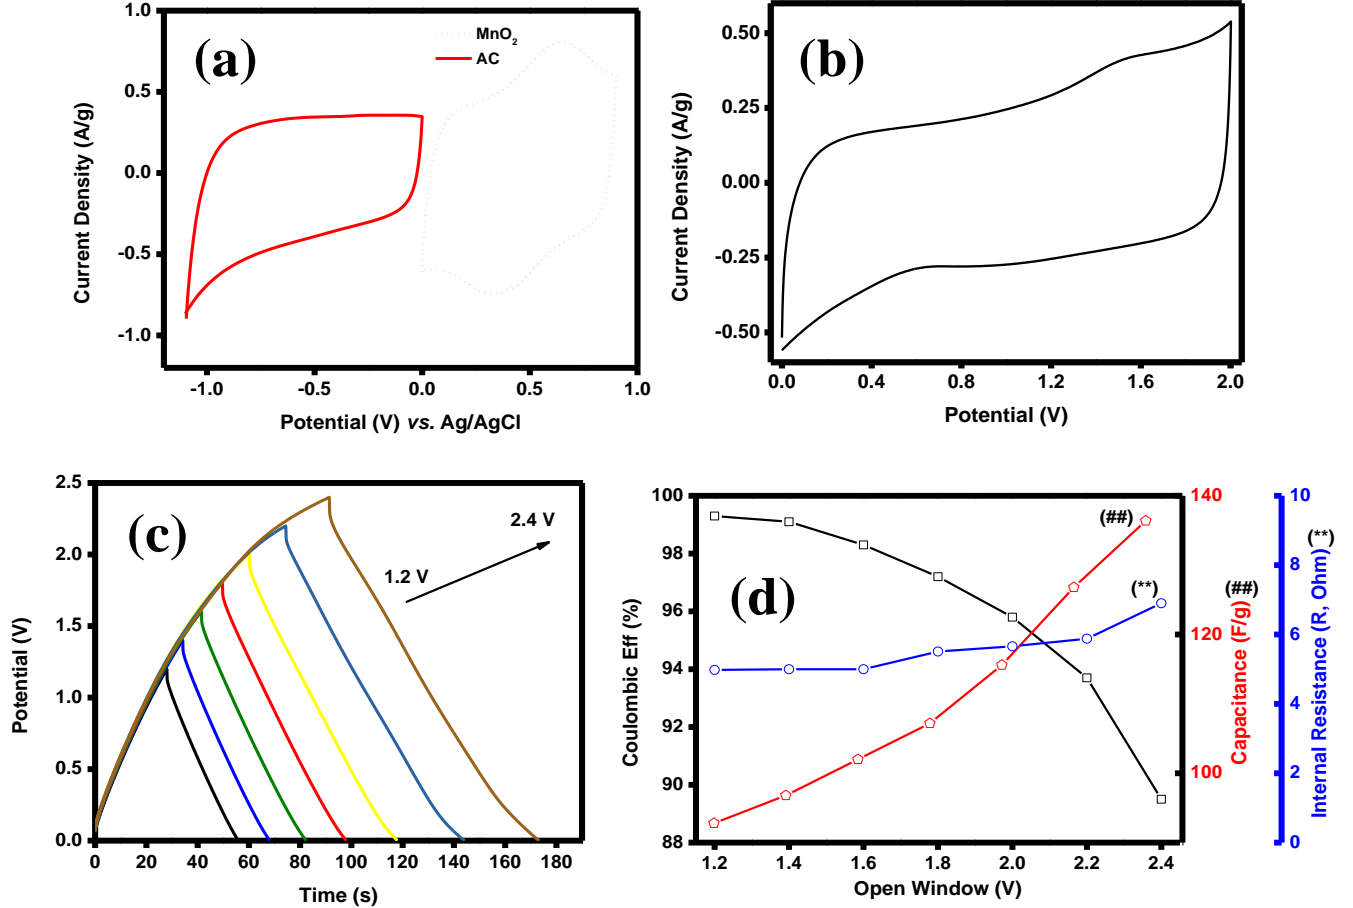 (a)
MnO2
AC
1.0
0.5
0.0
-0.5
-1.0
Current Density (A/g)
-1.0 -0.5 0.0 0.5 1.0
Potential (V) vs. Ag/AgCl
(b)
0.50
0.25
0.00
-0.25
-0.50
Current Density (A/g)
0.0 0.4 0.8 1.2 1.6 2.0
Potential (V)
(c)
2.4 V
1.2 V
2.5
2.0
1.5
1.0
0.5
0.0
Potential (V)
0 20 40 60 80 100 120 140 160 180
Time (s)
(d)
(##)
(**)
100
98
96
94
92
90
88
Coulombic Eff (%)
1.2 1.4 1.6 1.8 2.0 2.2 2.4
Open Window (V)
140
120
100
Capacitance (F/g) (##)
10
8
6
4
2
0
Internal Resistance (R, Ohm) (**)